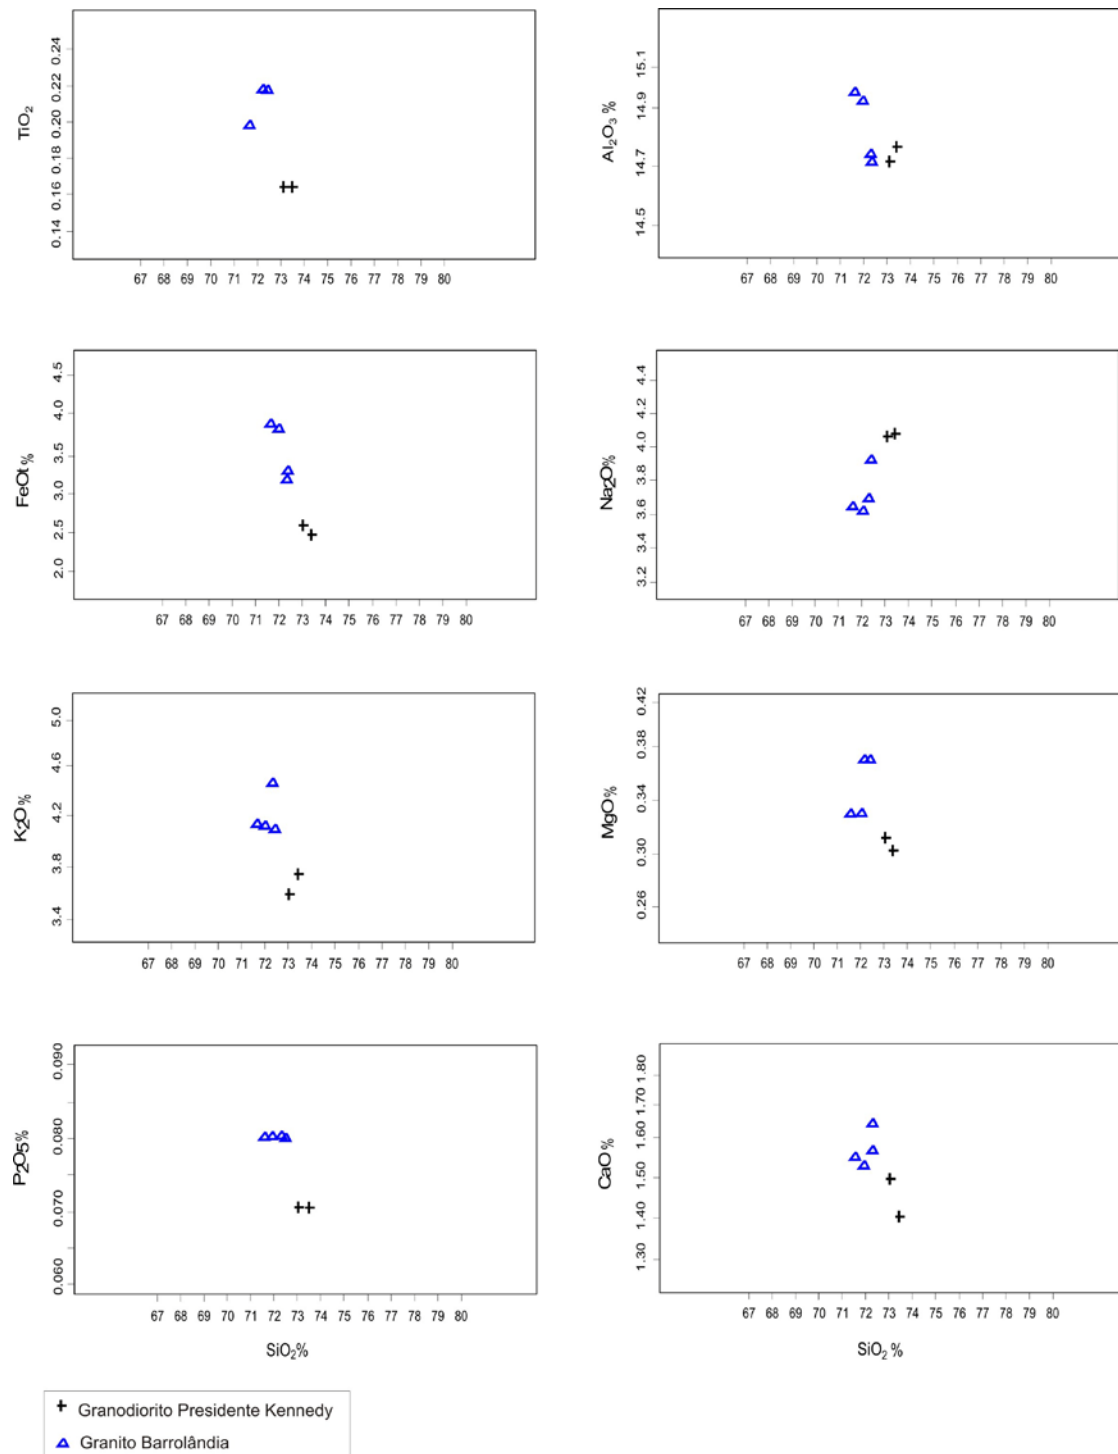 TiO2
0.24
0.22
0.20
0.18
0.16
0.14
67 68 69 70 71 72 73 74 75 76 77 78 79 80
Al2O3 %
15.1
14.9
14.7
14.5
67 68 69 70 71 72 73 74 75 76 77 78 79 80
FeOt%
4.5
4.0
3.5
3.0
2.5
2.0
67 68 69 70 71 72 73 74 75 76 77 78 79 80
Na2O%
4.4
4.2
4.0
3.8
3.6
3.4
3.2
67 68 69 70 71 72 73 74 75 76 77 78 79 80
K2O%
5.0
4.6
4.2
3.8
3.4
67 68 69 70 71 72 73 74 75 76 77 78 79 80
MgO%
0.42
0.38
0.34
0.30
0.26
67 68 69 70 71 72 73 74 75 76 77 78 79 80
P2O5%
0.090
0.080
0.070
0.060
67 68 69 70 71 72 73 74 75 76 77 78 79 80
SiO2%
CaO%
1.80
1.70
1.60
1.50
1.40
1.30
67 68 69 70 71 72 73 74 75 76 77 78 79 80
SiO2 %
Granodiorito Presidente Kennedy
Granito Barrolândia